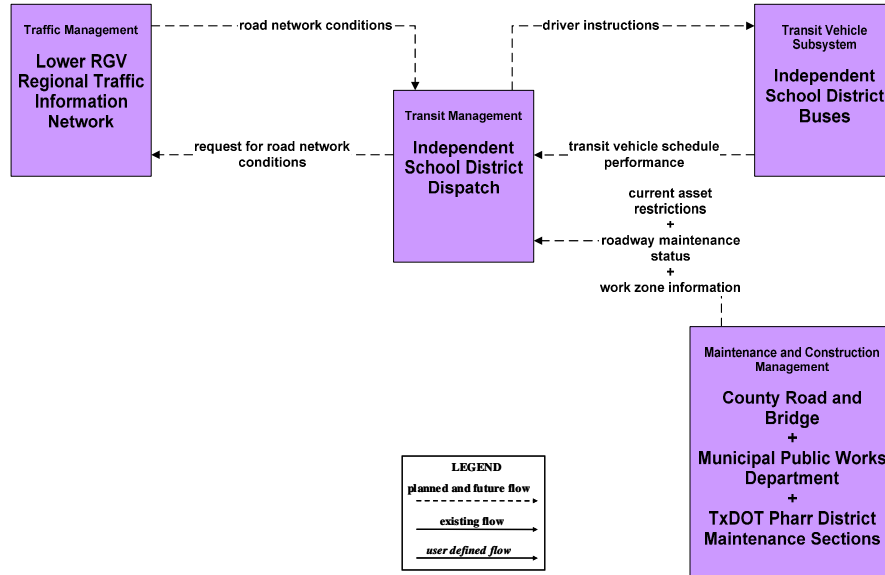 Traffic Management
Lower RGV
Regional Traffic
Information
Network
road network conditions
request for road network
conditions
Transit Management
Independent
School District
Dispatch
driver instructions
Transit Vehicle
Subsystem
Independent
School District
Buses
transit vehicle schedule
performance
current asset
restrictions
+
roadway maintenance
status
+
work zone information
Maintenance and Construction
Management
County Road and
Bridge
+
Municipal Public Works
Department
+
TxDOT Pharr District
Maintenance Sections
LEGEND
planned and future flow
existing flow
user defined flow